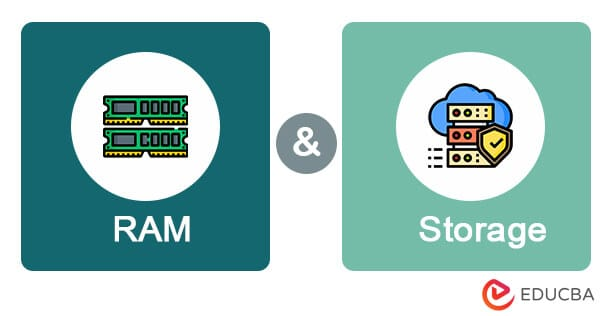 RAM
&
Storage
EDUCBA